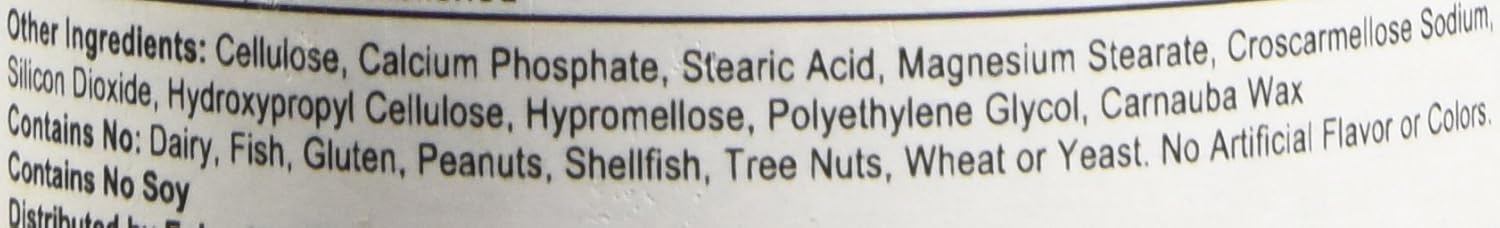 Other Ingredients: Cellulose, Calcium Phosphate, Stearic Acid, Magnesium Stearate, Croscarmellose Sodium,
Silicon Dioxide, Hydroxypropyl Cellulose, Hypromellose, Polyethylene Glycol, Carnauba Wax
Contains No: Dairy, Fish, Gluten, Peanuts, Shellfish, Tree Nuts, Wheat or Yeast. No Artificial Flavor or Colors.
Contains No Soy
Distributed by